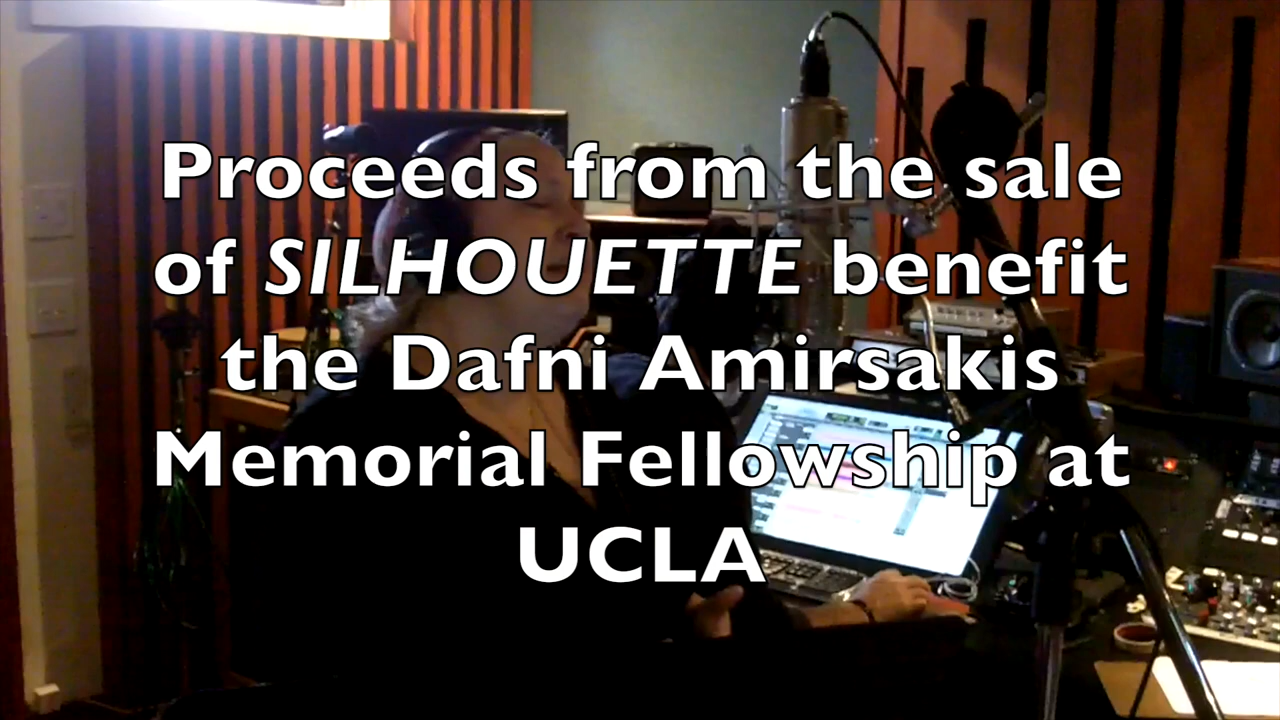 Proceeds from the sale
of SILHOUETTE benefit
the Dafni Amirsakis
Memorial Fellowship at
UCLA